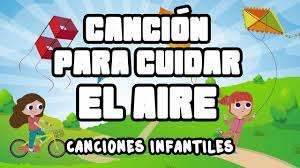 CANCIÓN
PARA CUIDAR
EL AIRE
CANCIONES INFANTILES